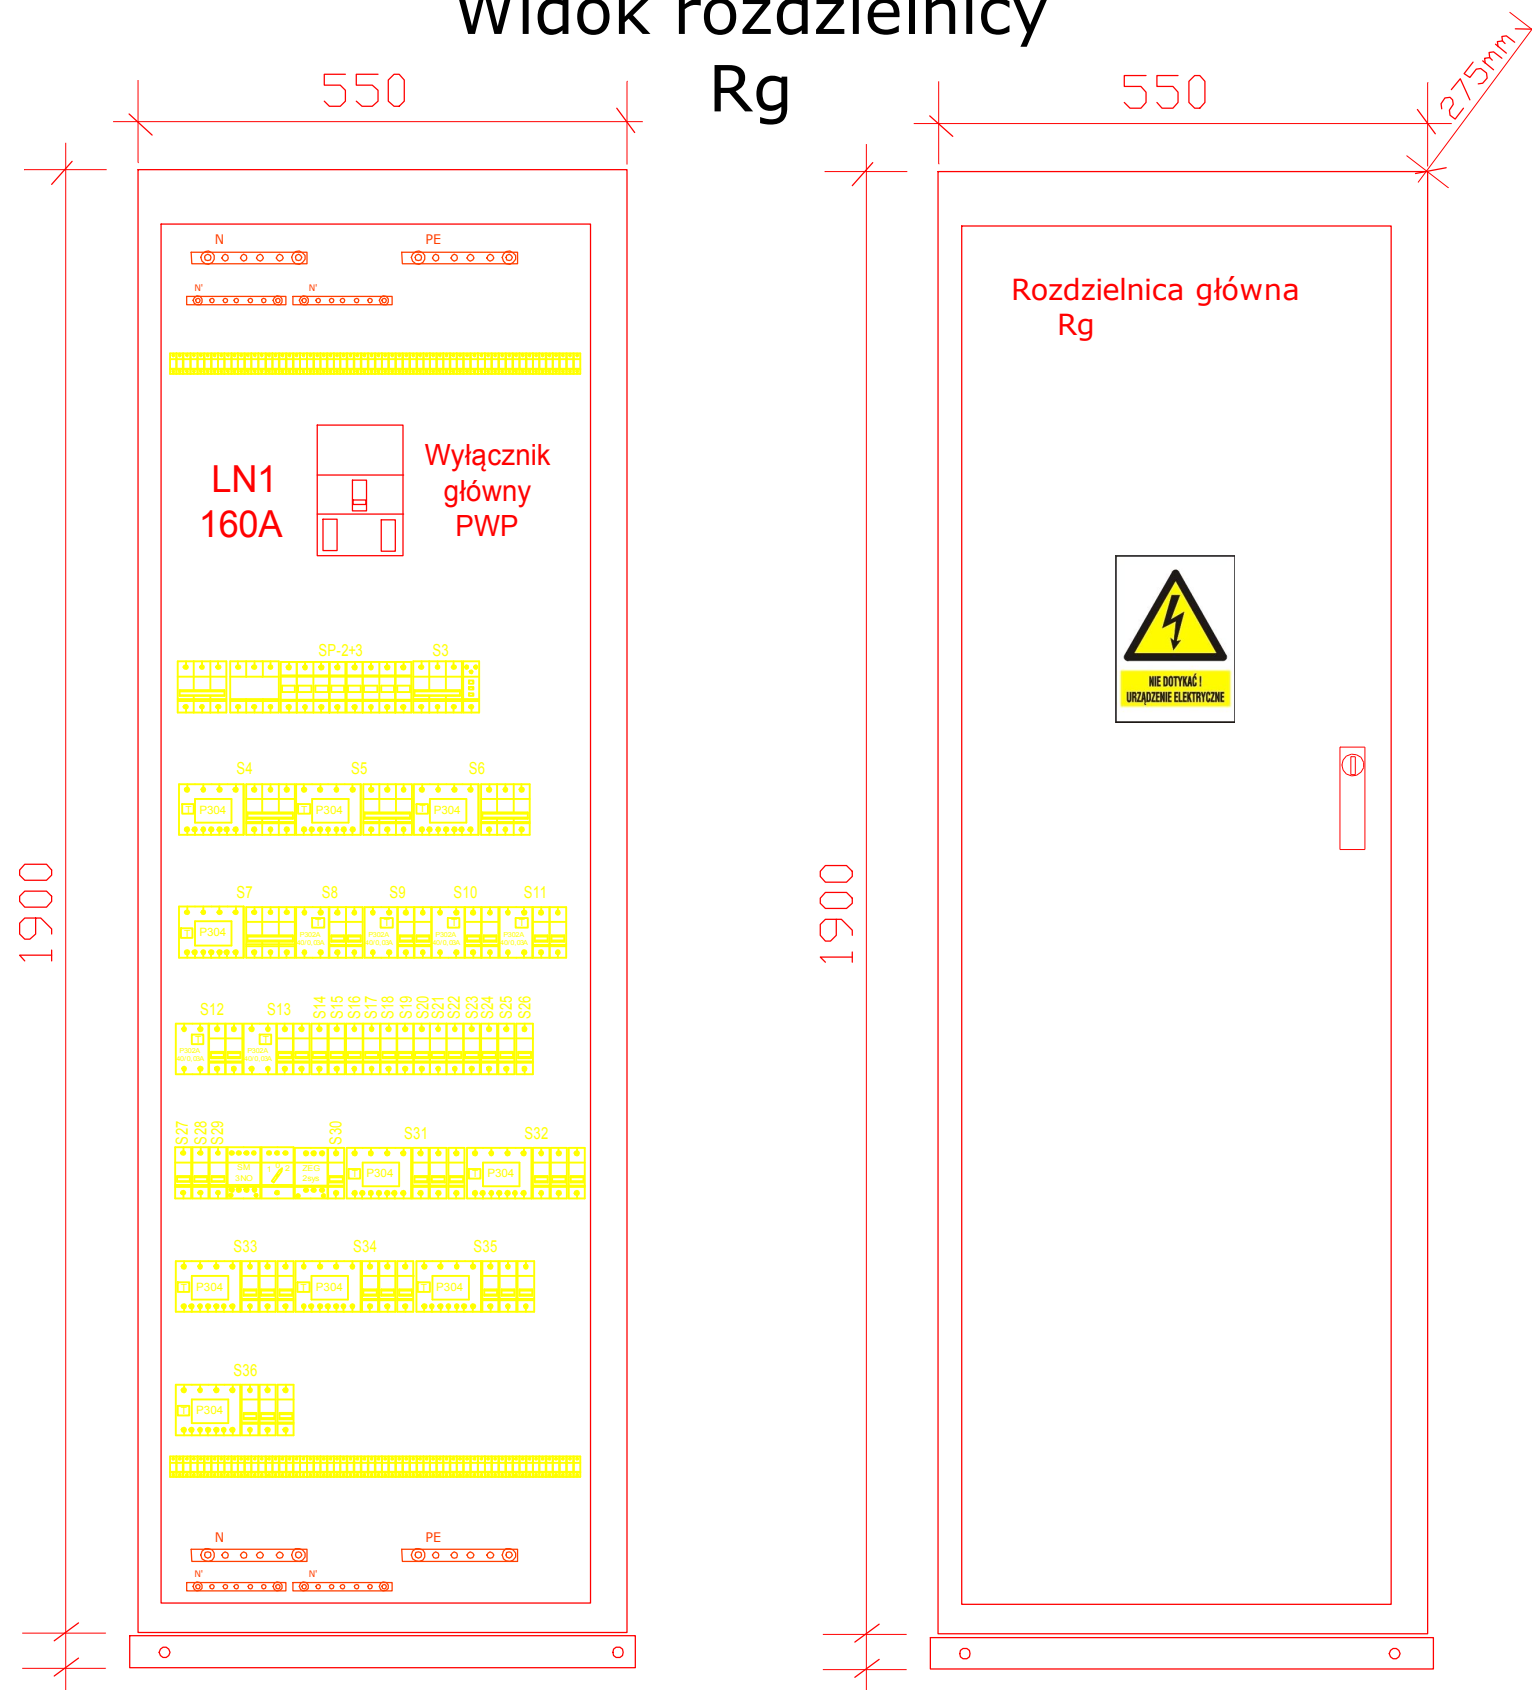 Widok rozdzielnicy
Rg
550
550
275mm
N
PE
N'
N'
Rozdzielnica główna
Rg
LN1
160A
Wyłącznik
główny
PWP
NIE DOTYKAĆ !
URZĄDZENIE ELEKTRYCZNE
SP-2+3
S3
S4
S5
S6
P304
P304
P304
1900
1900
S7
S8
S9
S10
S11
P304
S12
S13
S14
S15
S16
S17
S18
S19
S20
S21
S22
S23
S24
S25
S26
S27
S28
S29
S30
S31
S32
P304
P304
S33
S34
S35
P304
P304
P304
S36
P304
N
PE
N'
N'